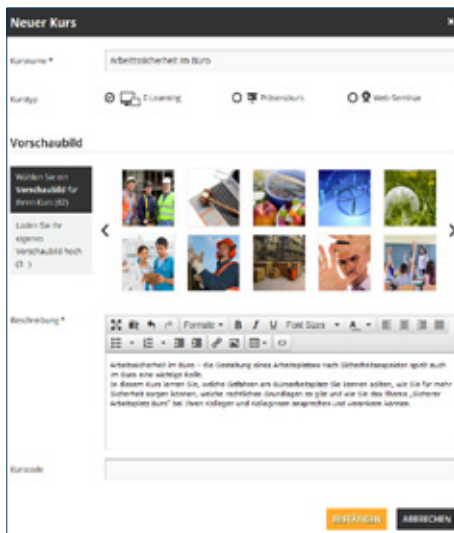 Neuer Kurs
Kursname *
Arbeitssicherheit im Büro
Kurstyp
E-Learning
Präsenzkurs
Web-Seminar
Vorschaubild
Wählen Sie ein
Vorschaubild für
Ihren Kurs (62)
Laden Sie Ihr
eigenes
Vorschaubild hoch
Beschreibung *
Formats
B I U Font Sizes A
Arbeitssicherheit im Büro – die Gestaltung eines Arbeitsplatzes nach Sicherheitsaspekten spielt auch
im Büro eine wichtige Rolle.
In diesem Kurs lernen Sie, welche Gefahren am Büroarbeitsplatz Sie kennen sollten, wie Sie für mehr
Sicherheit sorgen können, welche rechtlichen Grundlagen es gibt und wie Sie das Thema „Sicherer
Arbeitsplatz Büro" bei Ihren Kollegen und Kolleginnen ansprechen und verankern können.
Kurscode
BESTÄTIGEN
ABBRECHEN